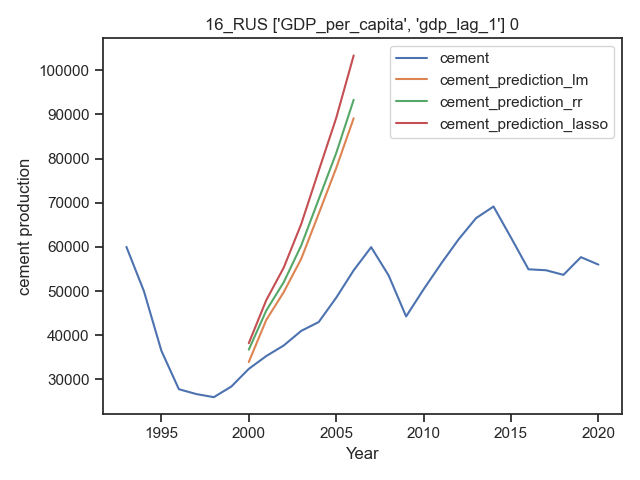 16_RUS ['GDP_per_capita', 'gdp_lag_1'] 0
cement
cement_prediction_lm
cement_prediction_rr
cement_prediction_lasso
cement production
100000
90000
80000
70000
60000
50000
40000
30000
1995
2000
2005
2010
2015
2020
Year